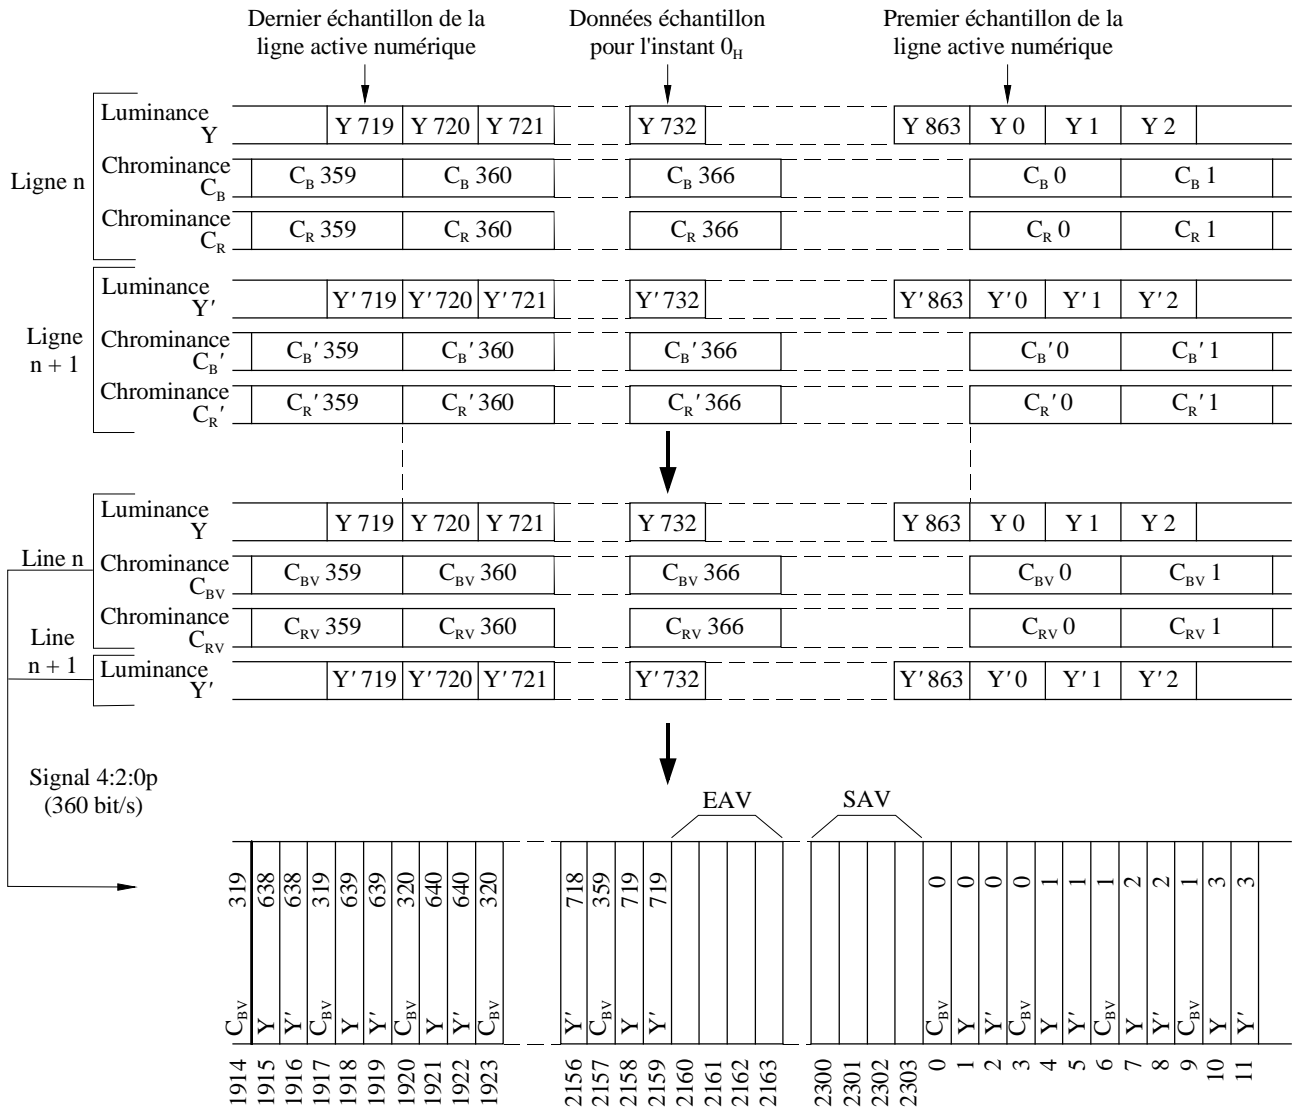 Dernier échantillon de la
ligne active numérique
Données échantillon
pour l'instant 0H
Premier échantillon de la
ligne active numérique
Ligne n
Luminance
Y
Y 719 Y 720 Y 721 Y 732 Y 863 Y 0 Y 1 Y 2
Chrominance
CB
CB 359 CB 360 CB 366 CB 0 CB 1
Chrominance
CR
CR 359 CR 360 CR 366 CR 0 CR 1
Ligne
n + 1
Luminance
Y'
Y' 719 Y' 720 Y' 721 Y' 732 Y' 863 Y' 0 Y' 1 Y' 2
Chrominance
CB'
CB' 359 CB' 360 CB' 366 CB' 0 CB' 1
Chrominance
CR'
CR' 359 CR' 360 CR' 366 CR' 0 CR' 1
Line n
Luminance
Y
Y 719 Y 720 Y 721 Y 732 Y 863 Y 0 Y 1 Y 2
Chrominance
CBV
CBV 359 CBV 360 CBV 366 CBV 0 CBV 1
Chrominance
CRV
CRV 359 CRV 360 CRV 366 CRV 0 CRV 1
Line
n + 1
Luminance
Y'
Y' 719 Y' 720 Y' 721 Y' 732 Y' 863 Y' 0 Y' 1 Y' 2
Signal 4:2:0p
(360 bit/s)
EAV SAV
319 638 638 319 639 639 320 640 640 320 718 359 719 719 0 0 0 0 1 1 1 2 2 1 3 3
CBV Y Y' CBV Y Y' CBV Y Y' CBV Y' CBV Y Y' CBV Y Y' CBV Y Y' CBV Y Y' CBV Y Y'
1914 1915 1916 1917 1918 1919 1920 1921 1922 1923 2156 2157 2158 2159 2160 2161 2162 2163 2300 2301 2302 2303 0 1 2 3 4 5 6 7 8 9 10 11